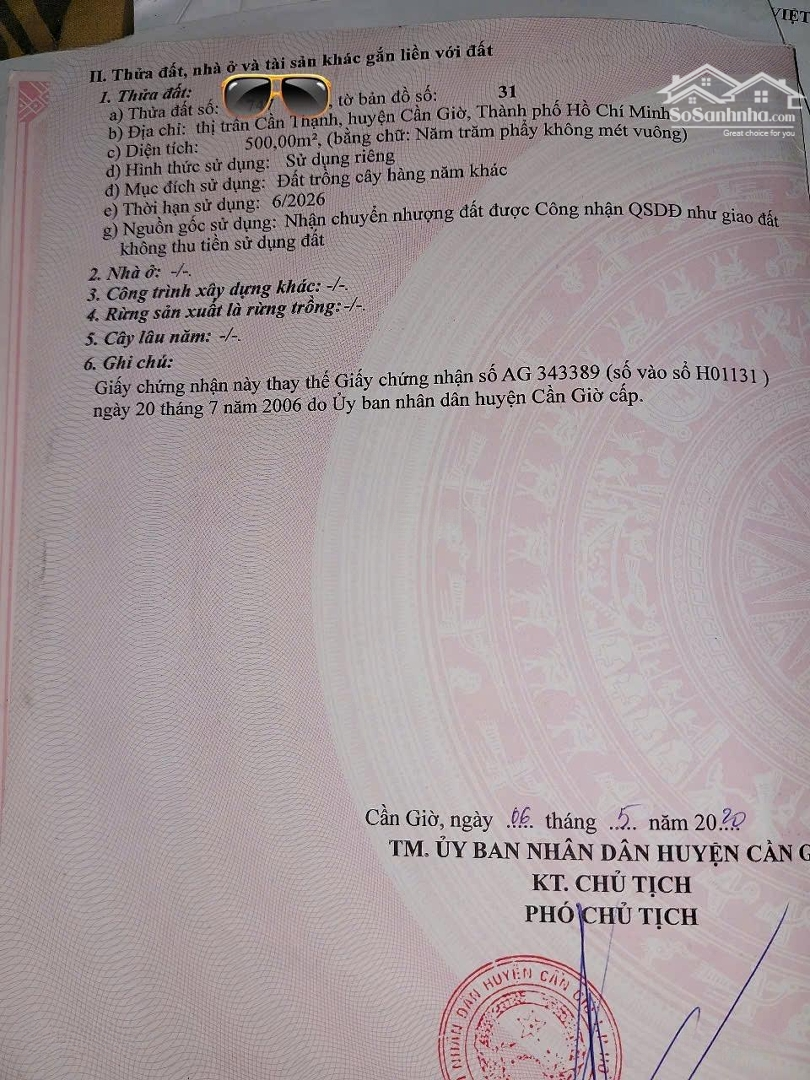 VIỆT
II. Thửa đất, nhà ở và tài sản khác gắn liền với đất
1. Thửa đất:
a) Thửa đất số: , tờ bản đồ số: 31
b) Địa chỉ: thị trấn Cần Thạnh, huyện Cần Giờ, Thành phố Hồ Chí Minh
c) Diện tích: 500,00m², (bằng chữ: Năm trăm phẩy không mét vuông)
d) Hình thức sử dụng: Sử dụng riêng
đ) Mục đích sử dụng: Đất trồng cây hàng năm khác
e) Thời hạn sử dụng: 6/2026
g) Nguồn gốc sử dụng: Nhận chuyển nhượng đất được Công nhận QSDĐ như giao đất
không thu tiền sử dụng đất
2. Nhà ở: -/-.
3. Công trình xây dựng khác: -/-.
4. Rừng sản xuất là rừng trồng: -/-.
5. Cây lâu năm: -/-.
6. Ghi chú:
Giấy chứng nhận này thay thế Giấy chứng nhận số AG 343389 (số vào sổ H01131 )
ngày 20 tháng 7 năm 2006 do Ủy ban nhân dân huyện Cần Giờ cấp.
SoSanhnha.com
Great choice for you
Cần Giờ, ngày 06 tháng 5 năm 2020
TM. ỦY BAN NHÂN DÂN HUYỆN CẦN G
KT. CHỦ TỊCH
PHÓ CHỦ TỊCH
NHÂN DÂN HUYỆN CẦN